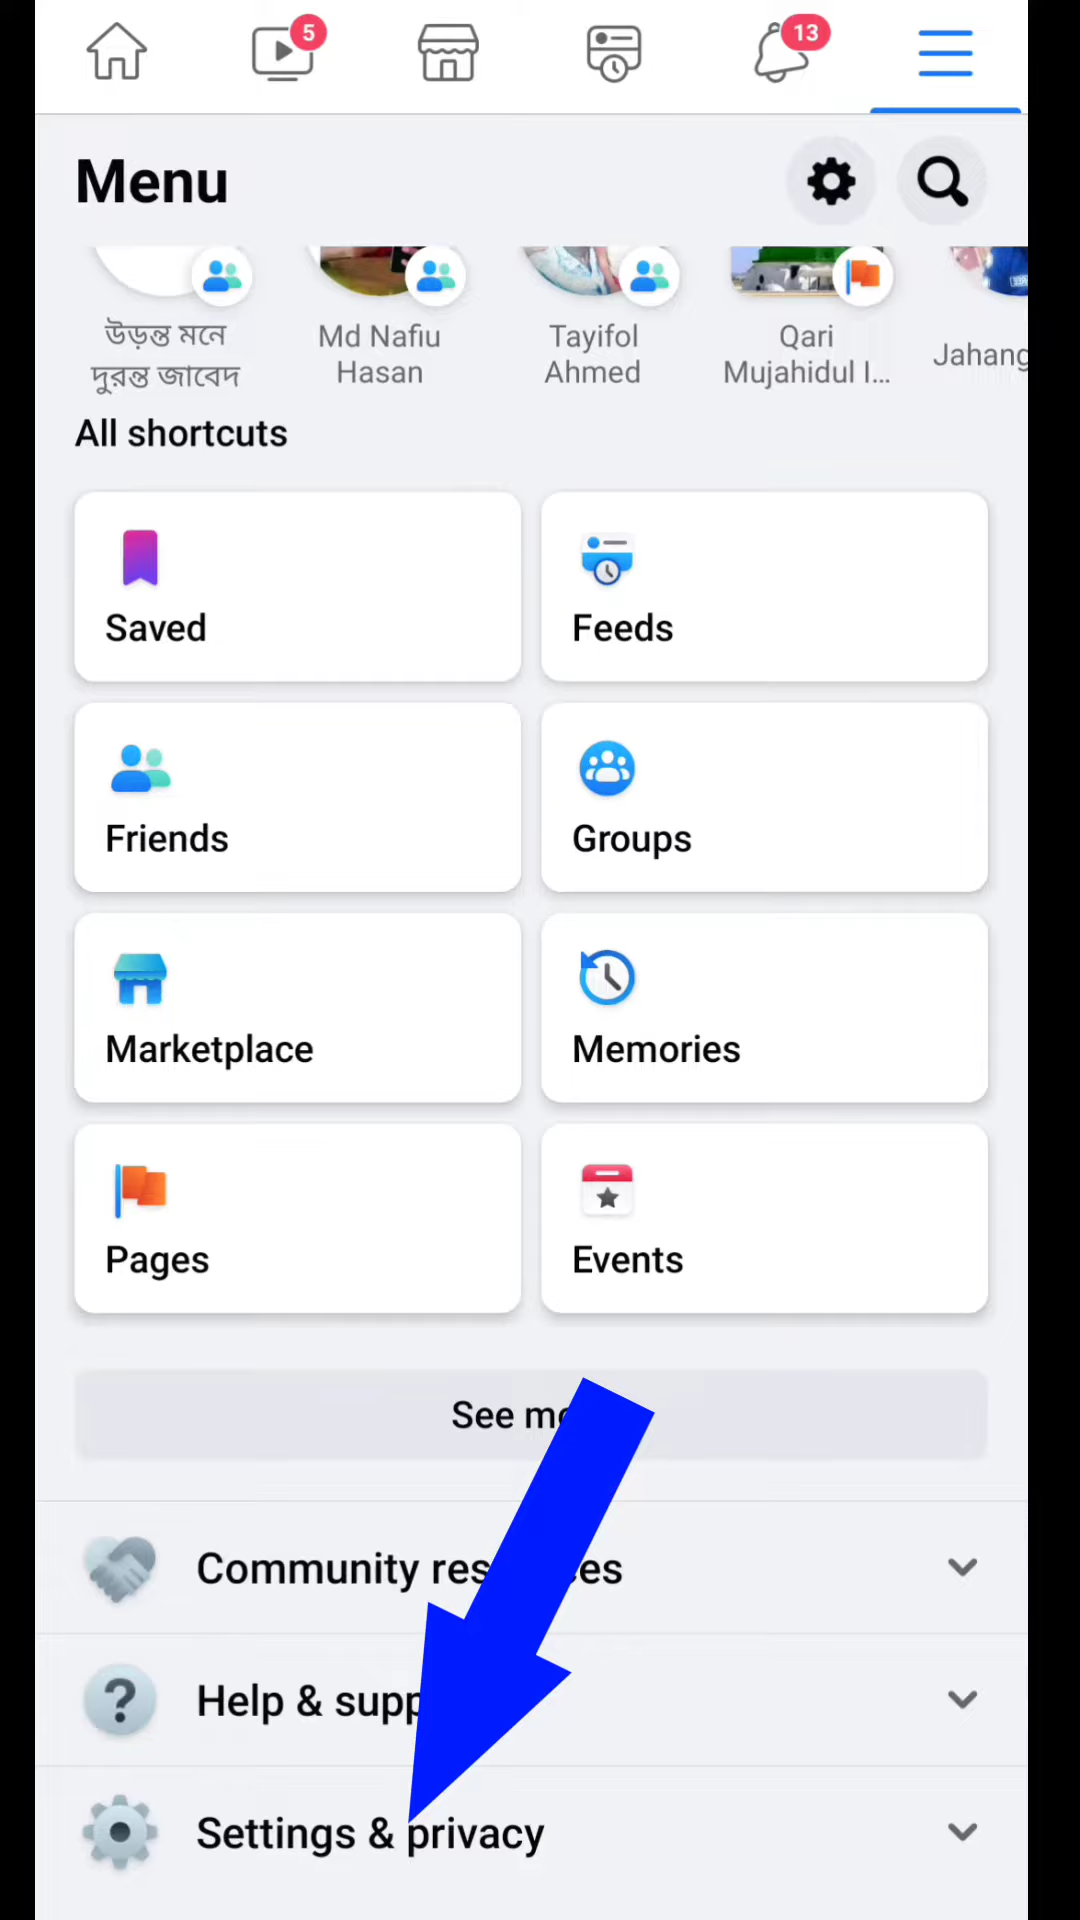 5
13
Menu
উড়ন্ত মনে
দুরন্ত জাবেদ
Md Nafiu
Hasan
Tayifol
Ahmed
Qari
Mujahidul I...
Jahang
All shortcuts
Saved
Feeds
Friends
Groups
Marketplace
Memories
Pages
Events
See mo
Community res es
Help & supp
Settings & privacy